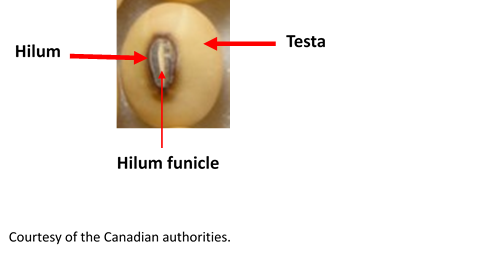 Testa
Hilum
Hilum funicle
Courtesy of the Canadian authorities.